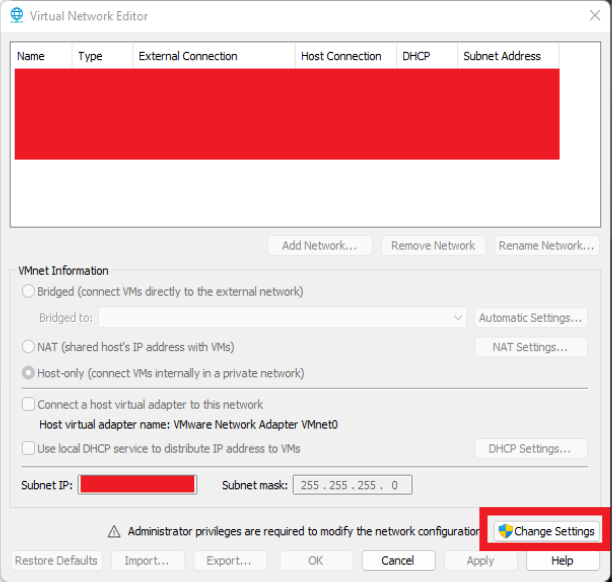 Virtual Network Editor
Name Type External Connection Host Connection DHCP Subnet Address
Add Network... Remove Network Rename Network...
VMnet Information
Bridged (connect VMs directly to the external network)
Bridged to: Automatic Settings...
NAT (shared host's IP address with VMs) NAT Settings...
Host-only (connect VMs internally in a private network)
Connect a host virtual adapter to this network
Host virtual adapter name: VMware Network Adapter VMnet0
Use local DHCP service to distribute IP address to VMs DHCP Settings...
Subnet IP: Subnet mask: 255 . 255 . 255 . 0
Administrator privileges are required to modify the network configuration Change Settings
Restore Defaults Import... Export... OK Cancel Apply Help